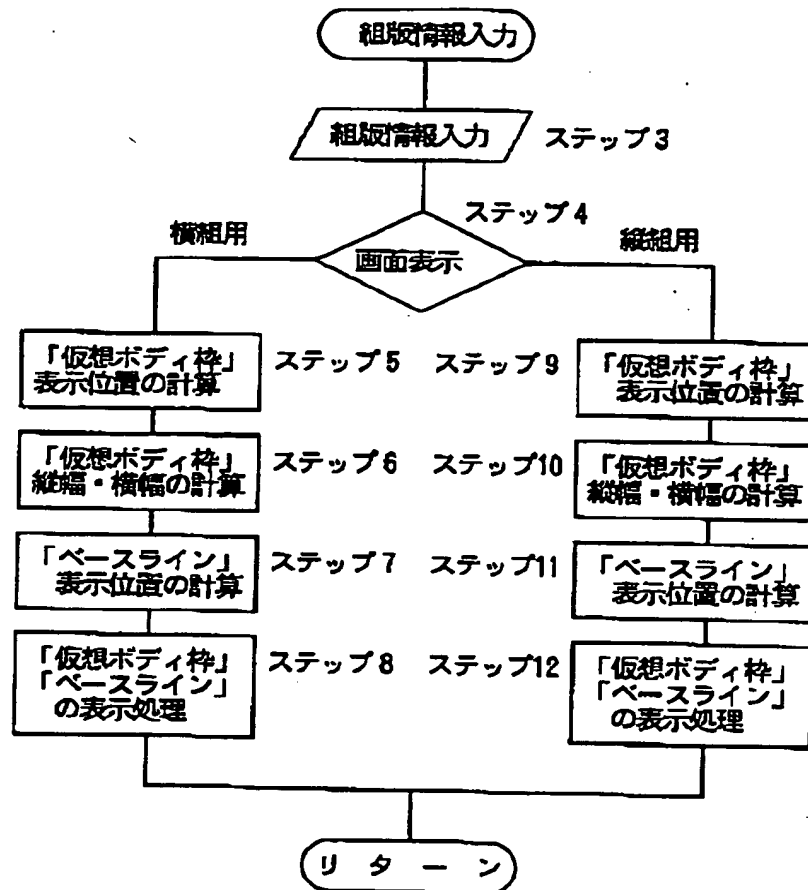 組版情報入力
組版情報入力
ステップ3
ステップ4
横組用
画面表示
縦組用
「仮想ボディ枠」
表示位置の計算
ステップ5
ステップ9
「仮想ボディ枠」
表示位置の計算
「仮想ボディ枠」
縦幅・横幅の計算
ステップ6
ステップ10
「仮想ボディ枠」
縦幅・横幅の計算
「ベースライン」
表示位置の計算
ステップ7
ステップ11
「ベースライン」
表示位置の計算
「仮想ボディ枠」
「ベースライン」
の表示処理
ステップ8
ステップ12
「仮想ボディ枠」
「ベースライン」
の表示処理
リターン